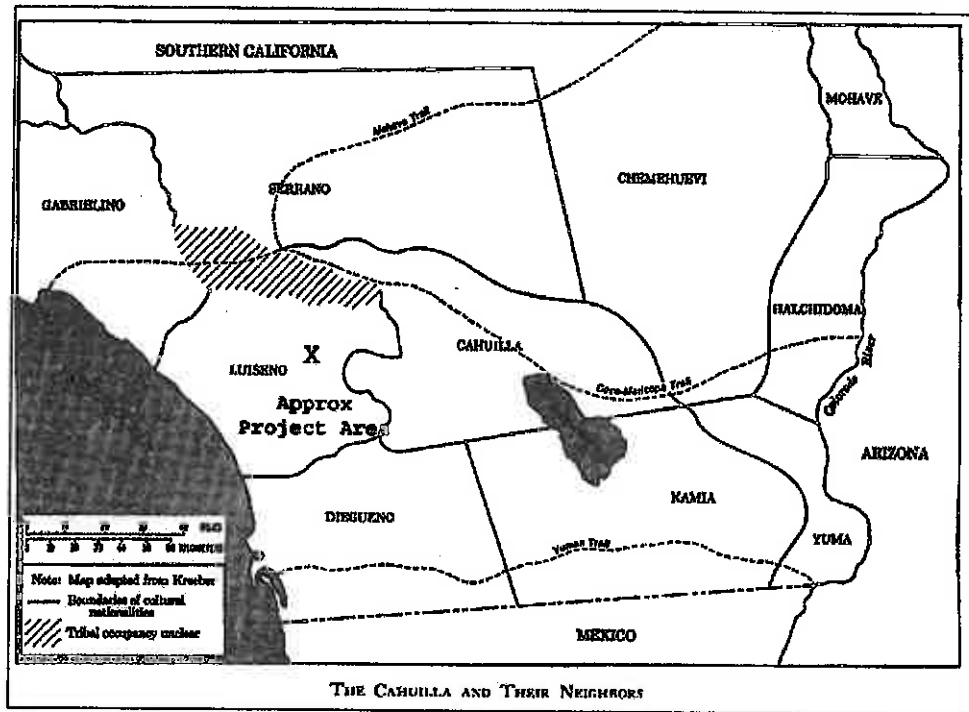 SOUTHERN CALIFORNIA
MOHAVE
Mohave Trail
CHEMEHUEVI
SERRANO
GABRIELINO
HALCHIDOMA
CAHUILLA
X
LUISENO
Coco-Maricopa Trail
Colorado River
Approx
Project Area
ARIZONA
KAMIA
DIEGUENO
YUMA
Yuman Trail
Note: Map adapted from Kroeber
Boundaries of cultural
nationalities
Tribal occupancy unclear
MEXICO
THE CAHUILLA AND THEIR NEIGHBORS